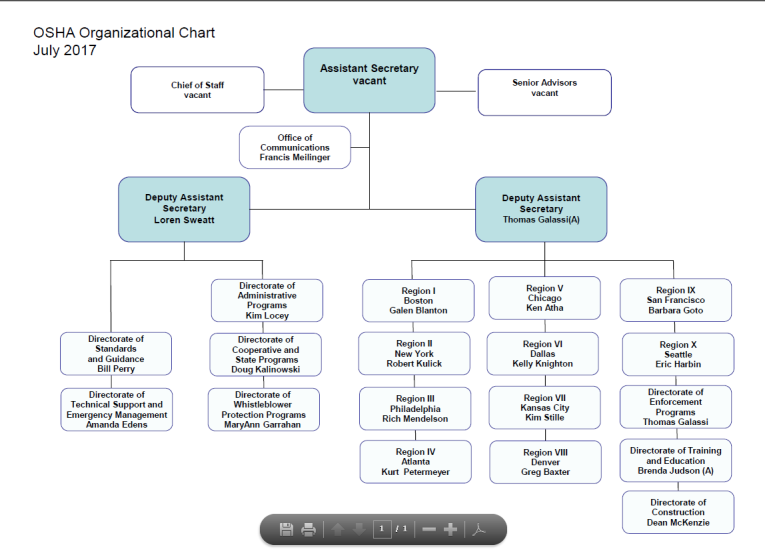 OSHA Organizational Chart
July 2017
Assistant Secretary
vacant
Chief of Staff
vacant
Senior Advisors
vacant
Office of
Communications
Francis Meilinger
Deputy Assistant
Secretary
Loren Sweatt
Deputy Assistant
Secretary
Thomas Galassi(A)
Directorate of
Administrative
Programs
Kim Locey
Directorate of
Standards
and Guidance
Bill Perry
Directorate of
Cooperative and
State Programs
Doug Kalinowski
Directorate of
Technical Support and
Emergency Management
Amanda Edens
Directorate of
Whistleblower
Protection Programs
MaryAnn Garrahan
Region I
Boston
Galen Blanton
Region II
New York
Robert Kulick
Region III
Philadelphia
Rich Mendelson
Region IV
Atlanta
Kurt Petermeyer
Region V
Chicago
Ken Atha
Region VI
Dallas
Kelly Knighton
Region VII
Kansas City
Kim Stille
Region VIII
Denver
Greg Baxter
Region IX
San Francisco
Barbara Goto
Region X
Seattle
Eric Harbin
Directorate of
Enforcement
Programs
Thomas Galassi
Directorate of Training
and Education
Brenda Judson (A)
Directorate of
Construction
Dean McKenzie
1 / 1